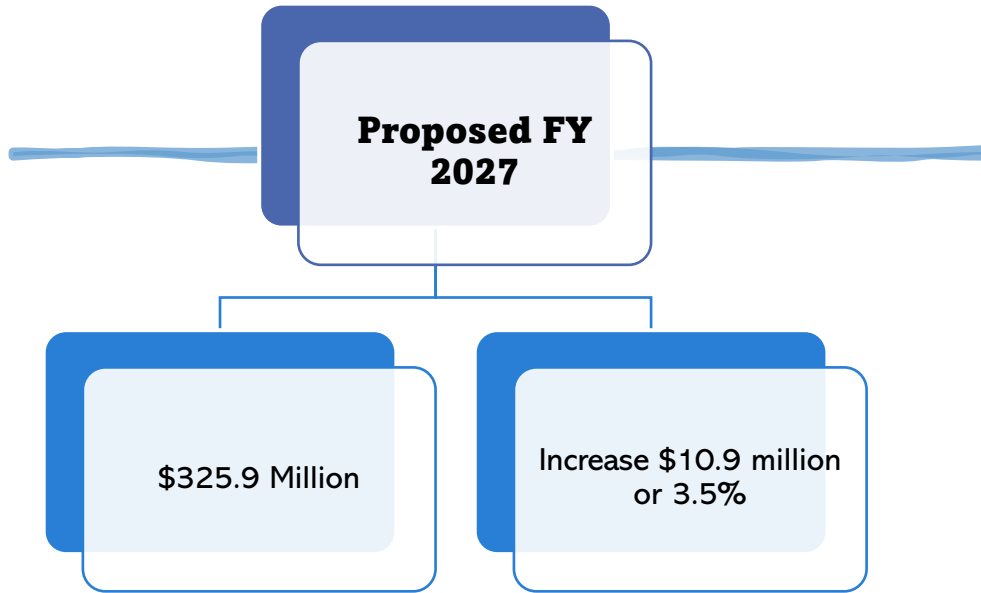 Proposed FY
2027
$325.9 Million
Increase $10.9 million
or 3.5%